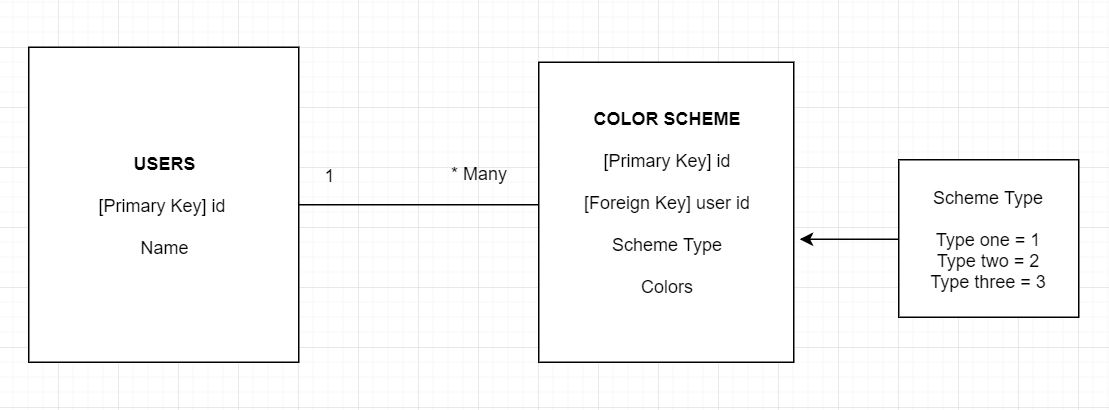 USERS
[Primary Key] id
Name
1
* Many
COLOR SCHEME
[Primary Key] id
[Foreign Key] user id
Scheme Type
Colors
Scheme Type
Type one = 1
Type two = 2
Type three = 3